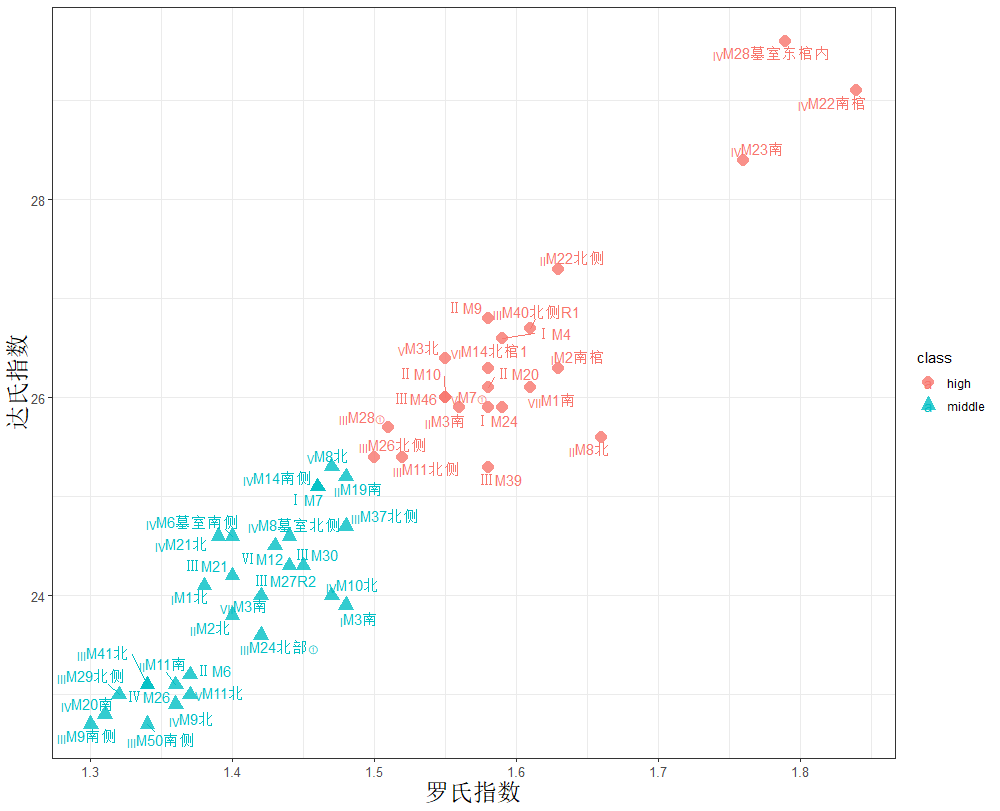 ⅣM28墓室东棺内
ⅣM22南棺
ⅣM23南
28
ⅡM22北侧
ⅡM9
ⅢM40北侧R1
ⅠM4
ⅤM3北
ⅥM14北棺1
ⅠM2南棺
ⅡM10
ⅡM20
26
ⅢM46
ⅤM7①
ⅦM1南
ⅢM28①
ⅡM3南
ⅠM24
ⅢM26北侧
ⅡM8北
ⅤM8北
ⅢM11北侧
ⅣM14南侧
ⅡM19南
ⅢM39
ⅠM7
ⅣM6墓室南侧
ⅣM8墓室北侧
ⅢM37北侧
ⅣM21北
ⅥM12
ⅢM30
ⅢM21
ⅢM27R2
ⅣM10北
24
ⅠM1北
ⅦM3南
ⅠM3南
ⅡM2北
ⅢM24北部①
ⅢM41北
ⅡM11南
ⅡM6
ⅢM29北侧
ⅣM26
ⅤM11北
ⅣM20南
ⅣM9北
ⅢM9南侧
ⅢM50南侧
1.3
1.4
1.5
1.6
1.7
1.8
罗氏指数
达氏指数
class
high
middle